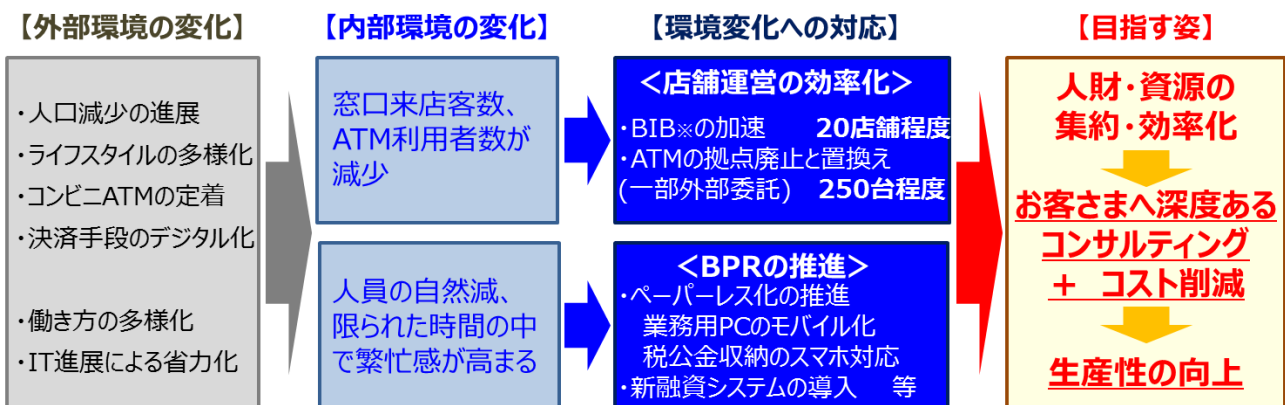 【外部環境の変化】
・人口減少の進展
・ライフスタイルの多様化
・コンビニATMの定着
・決済手段のデジタル化
・働き方の多様化
・IT進展による省力化
【内部環境の変化】
窓口来店客数、
ATM利用者数が
減少
人員の自然減、
限られた時間の中
で繁忙感が高まる
【環境変化への対応】
＜店舗運営の効率化＞
・BIB※の加速　20店舗程度
・ATMの拠点廃止と置換え
(一部外部委託)　250台程度
＜BPRの推進＞
・ペーパーレス化の推進
業務用PCのモバイル化
税公金収納のスマホ対応
・新融資システムの導入　等
【目指す姿】
人財・資源の
集約・効率化
お客さまへ深度ある
コンサルティング
＋　コスト削減
生産性の向上